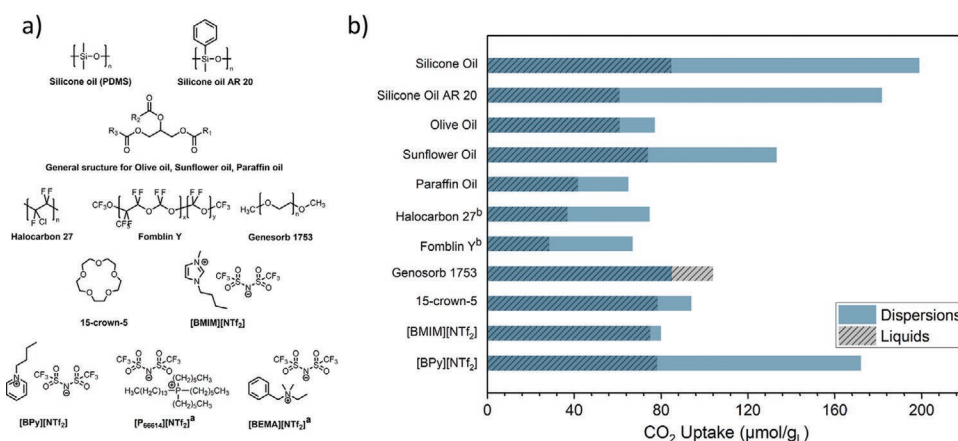 a)
Silicone oil (PDMS)
Silicone oil AR 20
General sructure for Olive oil, Sunflower oil, Paraffin oil
Halocarbon 27
Fomblin Y
Genesorb 1753
15-crown-5
[BMIM][NTf2]
[BPy][NTf2]
[P66614][NTf2]a
[BEMA][NTf2]a
b)
Silicone Oil
Silicone Oil AR 20
Olive Oil
Sunflower Oil
Paraffin Oil
Halocarbon 27b
Fomblin Yb
Genosorb 1753
15-crown-5
[BMIM][NTf2]
[BPy][NTf2]
Dispersions
Liquids
0 40 80 120 160 200
CO2 Uptake (μmol/gL)